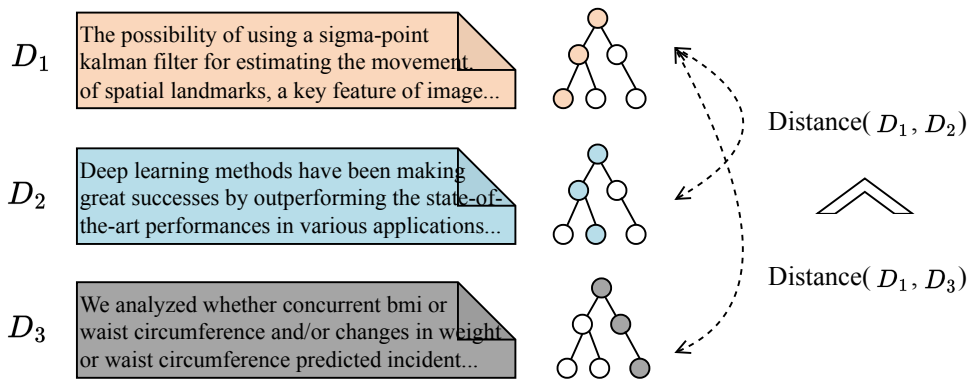 D1
The possibility of using a sigma-point
kalman filter for estimating the movement.
of spatial landmarks, a key feature of image...
D2
Deep learning methods have been making
great successes by outperforming the state-of-
the-art performances in various applications...
D3
We analyzed whether concurrent bmi or
waist circumference and/or changes in weight
or waist circumference predicted incident...
Distance( D1, D2)
Distance( D1, D3)